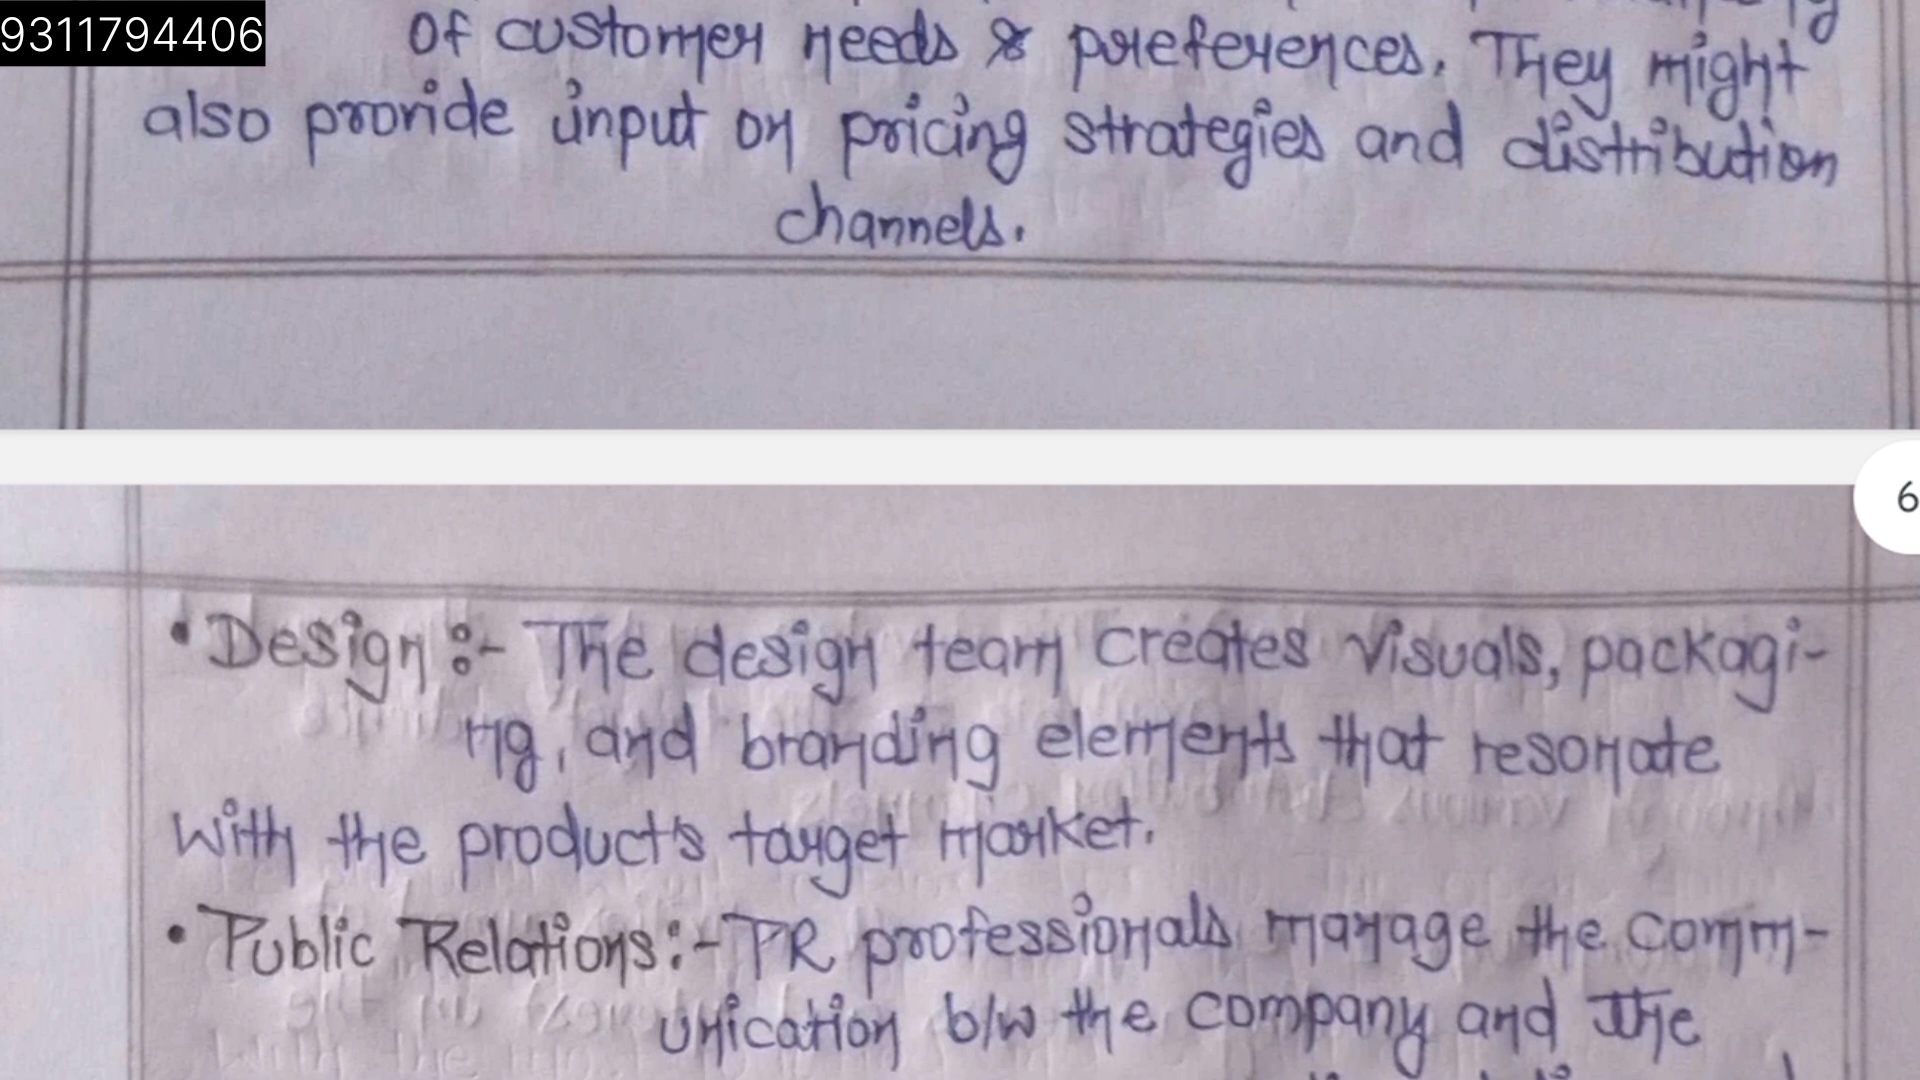 9311794406
of customer needs & preferences. They might
also provide input on pricing strategies and distribution
channels.
6
• Design :- The design team creates visuals, packagi-
ng, and branding elements that resonate
with the product's target market.
• Public Relations :- PR professionals manage the comm-
unication b/w the company and the